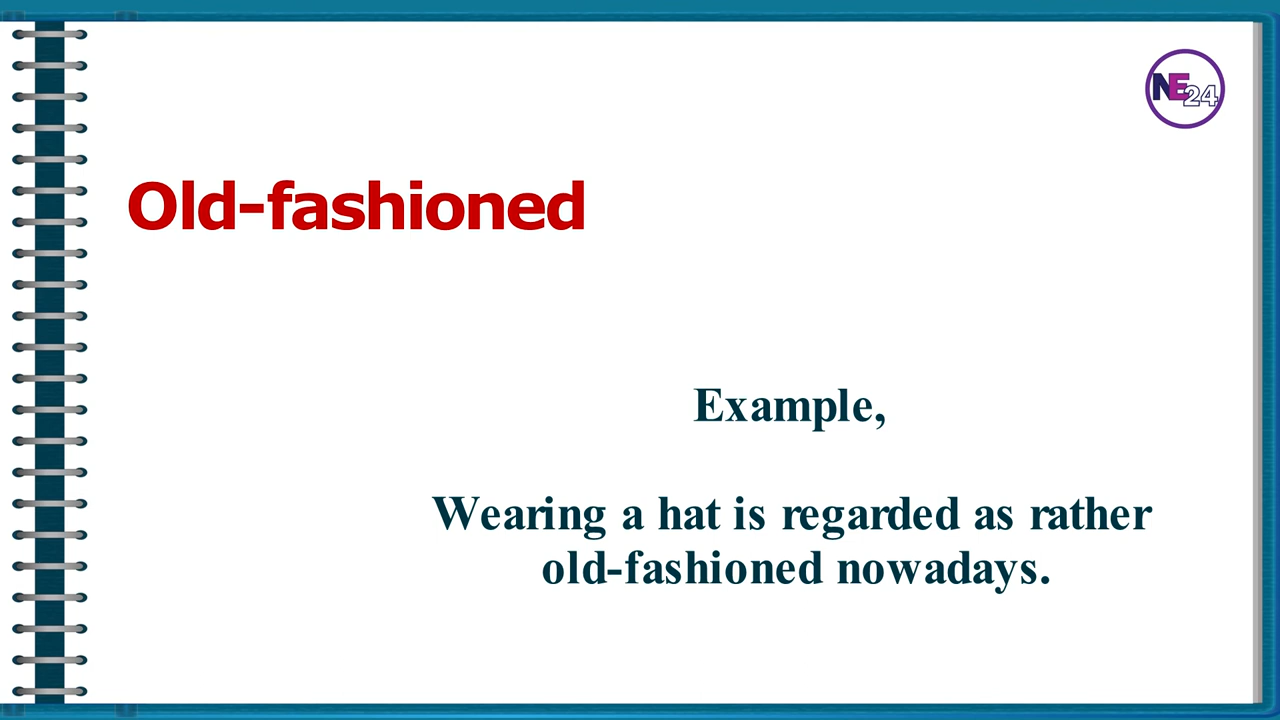 NE24
Old-fashioned
Example,
Wearing a hat is regarded as rather
old-fashioned nowadays.